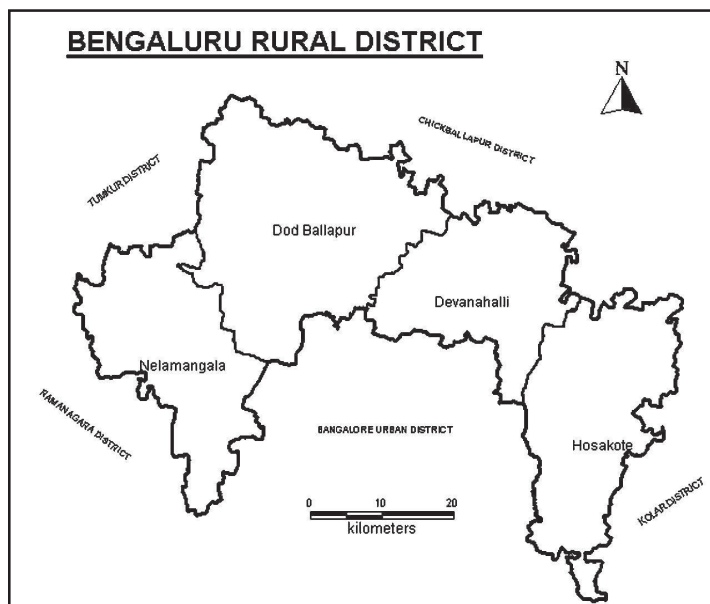 BENGALURU RURAL DISTRICT
N
CHICKBALLAPUR DISTRICT
TUMKUR DISTRICT
Dod Ballapur
Devanahalli
Nelamangala
RAMANAGARA DISTRICT
BANGALORE URBAN DISTRICT
Hosakote
KOLAR DISTRICT
0 10 20
kilometers